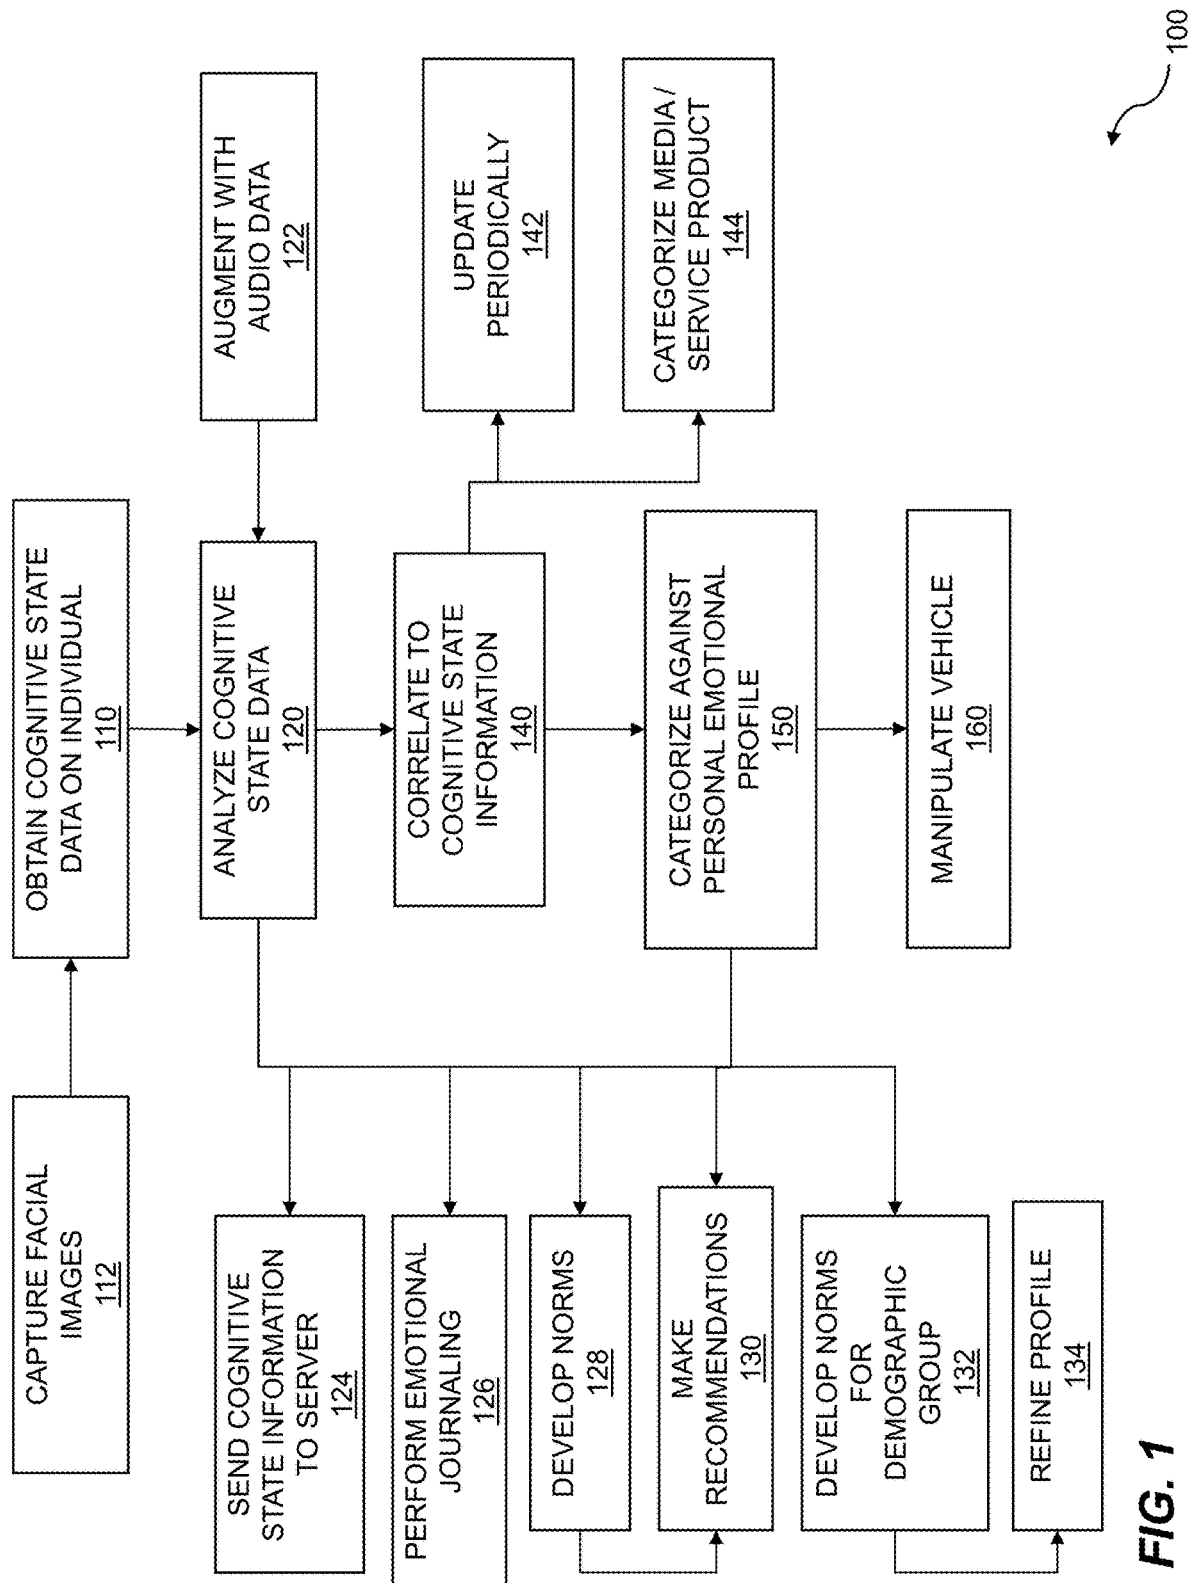 100
CAPTURE FACIAL
IMAGES
112
OBTAIN COGNITIVE STATE
DATA ON INDIVIDUAL
110
SEND COGNITIVE
STATE INFORMATION
TO SERVER
124
ANALYZE COGNITIVE
STATE DATA
120
AUGMENT WITH
AUDIO DATA
122
PERFORM EMOTIONAL
JOURNALING
126
CORRELATE TO
COGNITIVE STATE
INFORMATION
140
UPDATE
PERIODICALLY
142
DEVELOP NORMS
128
CATEGORIZE MEDIA /
SERVICE PRODUCT
144
MAKE
RECOMMENDATIONS
130
CATEGORIZE AGAINST
PERSONAL EMOTIONAL
PROFILE
150
DEVELOP NORMS
FOR
DEMOGRAPHIC
GROUP
132
MANIPULATE VEHICLE
160
REFINE PROFILE
134
FIG. 1